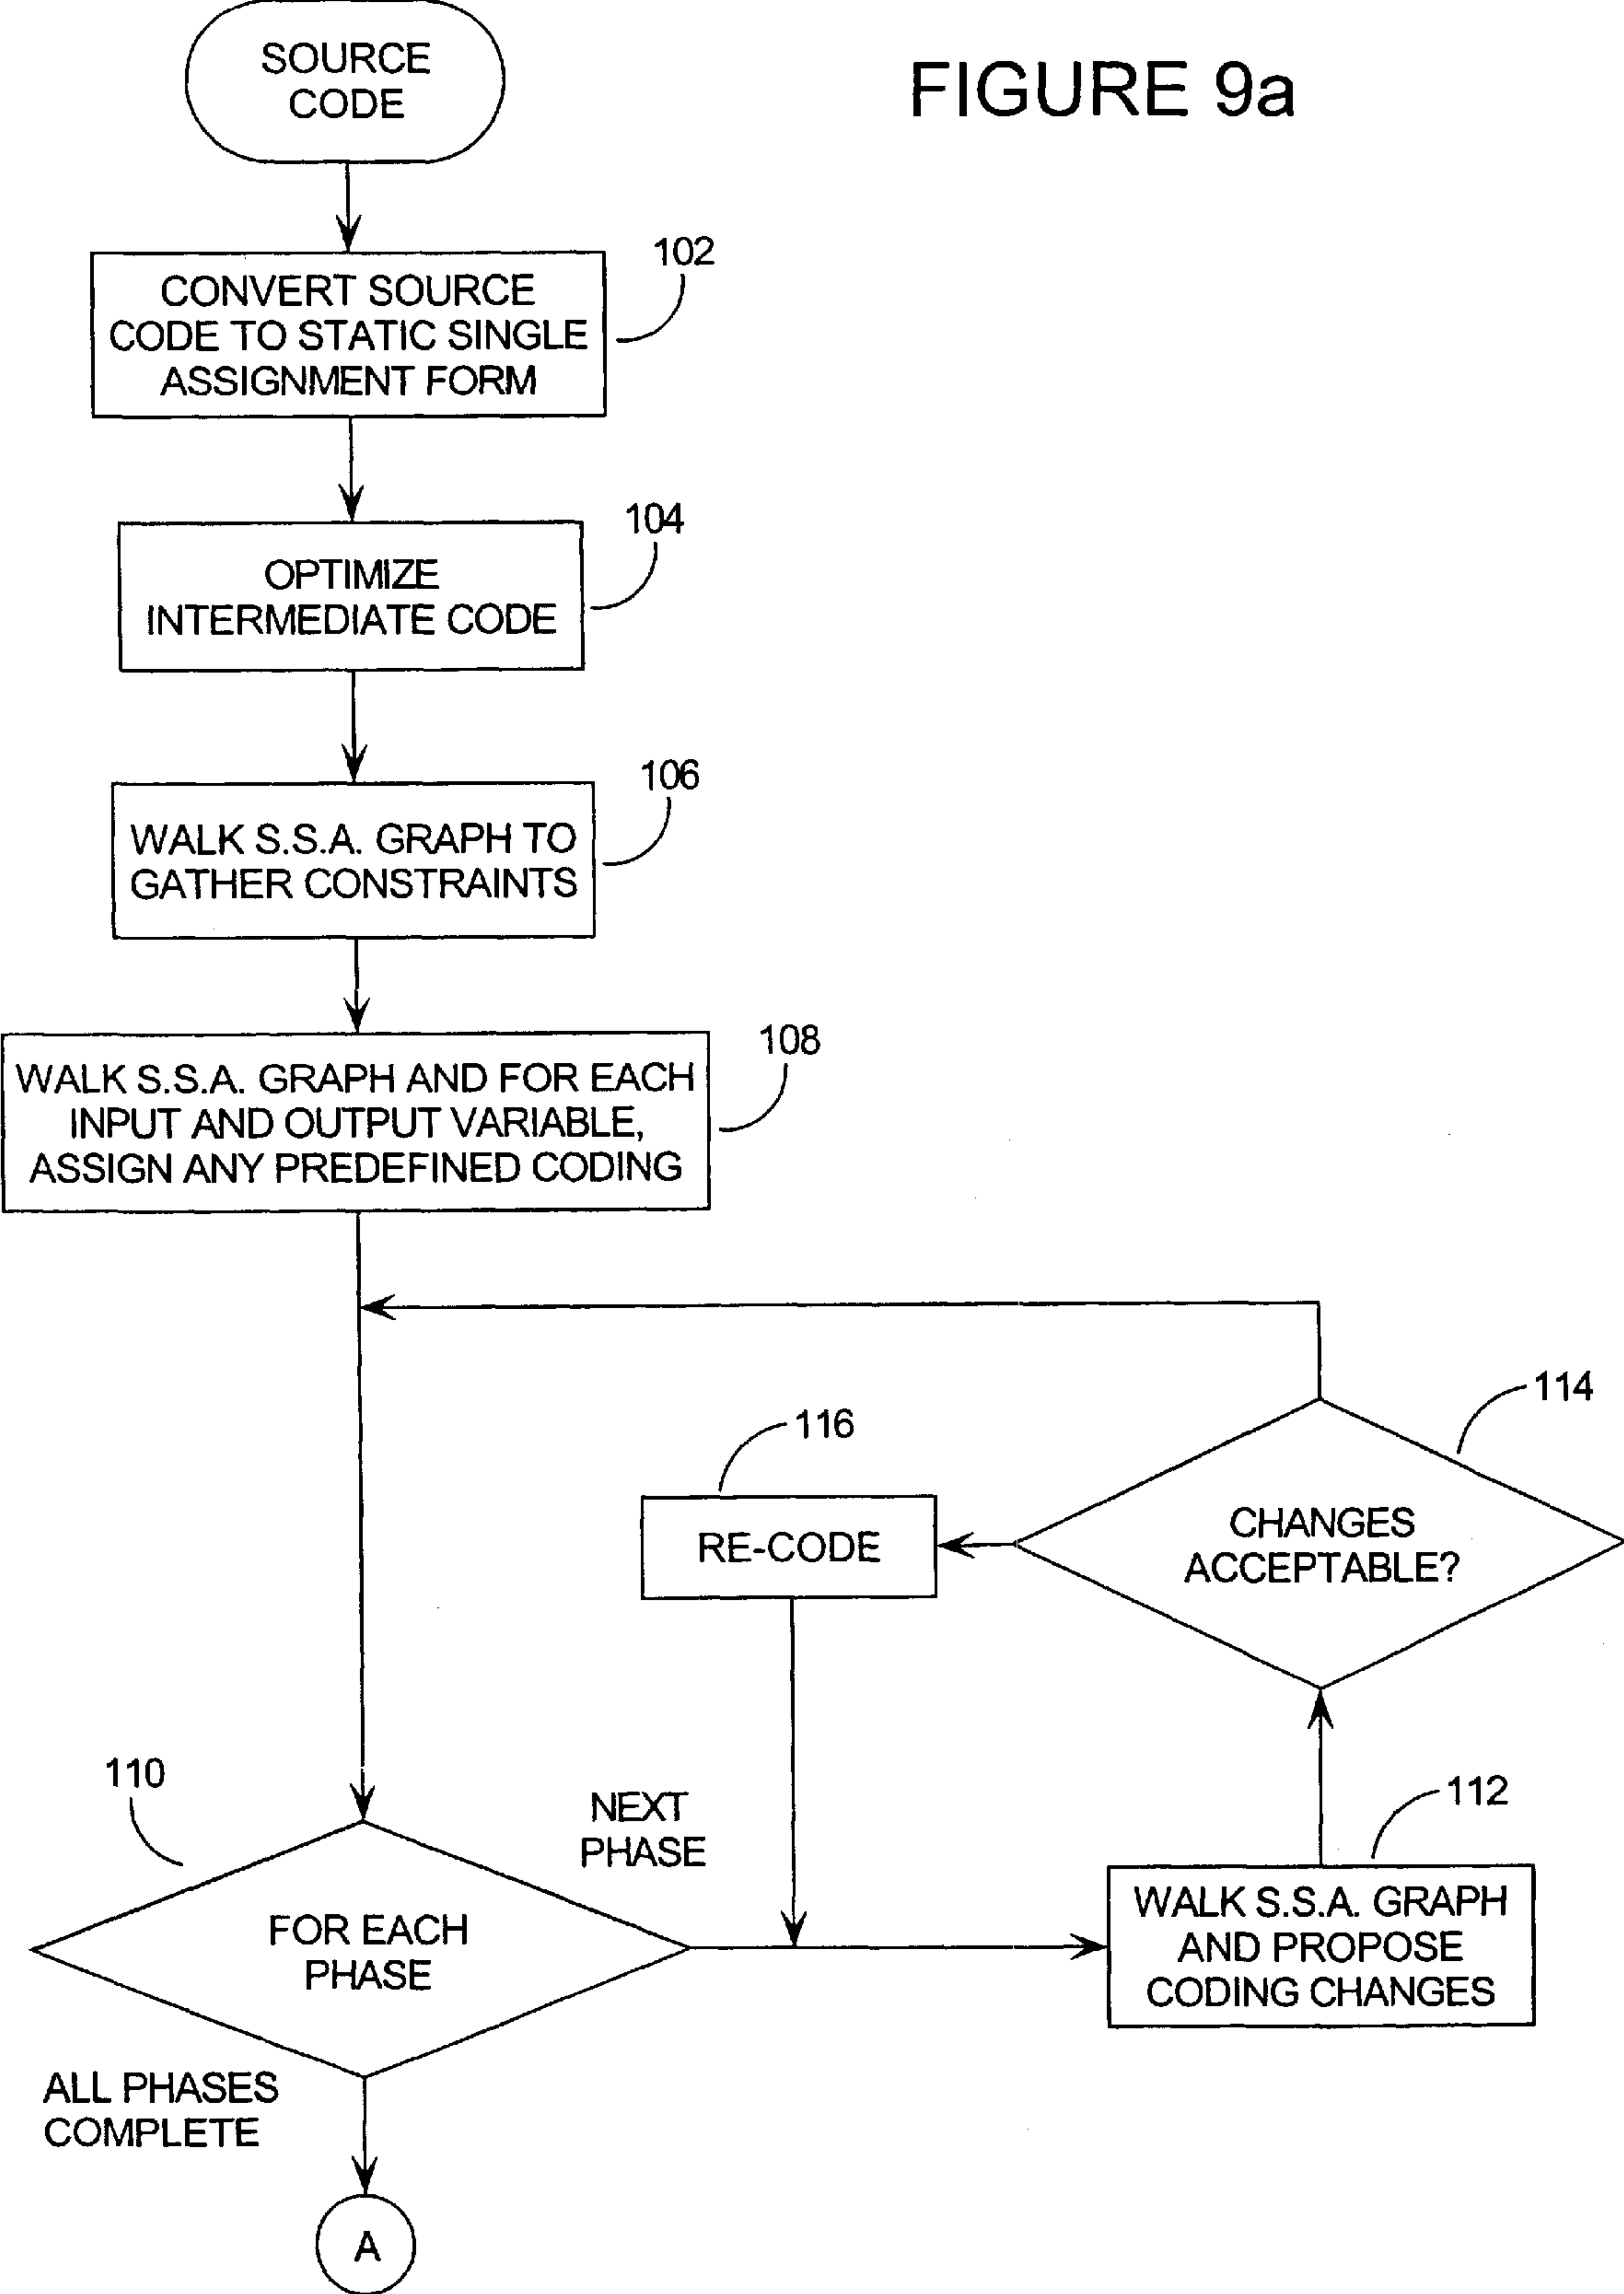 FIGURE 9a
SOURCE
CODE
102
CONVERT SOURCE
CODE TO STATIC SINGLE
ASSIGNMENT FORM
104
OPTIMIZE
INTERMEDIATE CODE
106
WALK S.S.A. GRAPH TO
GATHER CONSTRAINTS
108
WALK S.S.A. GRAPH AND FOR EACH
INPUT AND OUTPUT VARIABLE,
ASSIGN ANY PREDEFINED CODING
114
116
CHANGES
ACCEPTABLE?
RE-CODE
110
NEXT
PHASE
112
FOR EACH
PHASE
WALK S.S.A. GRAPH
AND PROPOSE
CODING CHANGES
ALL PHASES
COMPLETE
A